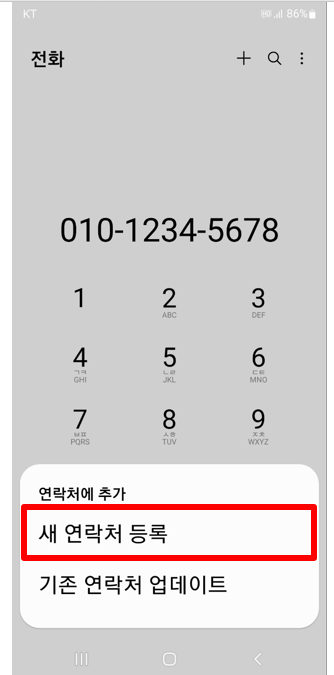 KT 86%
전화
010-1234-5678
1 2 3
ABC DEF
4 5 6
ㄱㅋ ㄴㄹ ㄷㅌ
GHI JKL MNO
7 8 9
ㅂㅍ ㅅㅎ ㅈㅊ
PQRS TUV WXYZ
연락처에 추가
새 연락처 등록
기존 연락처 업데이트